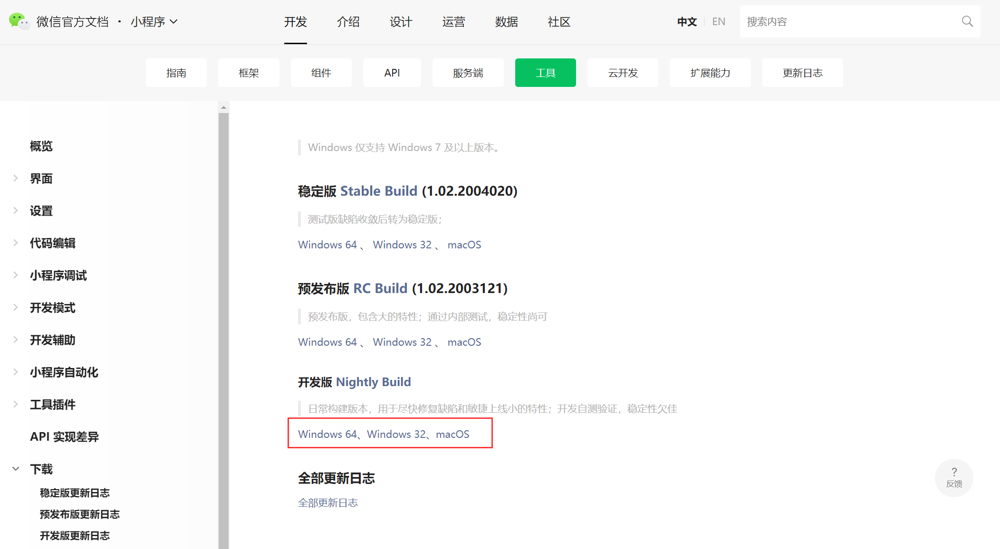 微信官方文档 · 小程序
开发 介绍 设计 运营 数据 社区
中文 EN
搜索内容
指南 框架 组件 API 服务端 工具 云开发 扩展能力 更新日志
概览
界面
设置
代码编辑
小程序调试
开发模式
开发辅助
小程序自动化
工具插件
API 实现差异
下载
稳定版更新日志
预发布版更新日志
开发版更新日志
Windows 仅支持 Windows 7 及以上版本。
稳定版 Stable Build (1.02.2004020)
测试版缺陷收敛后转为稳定版；
Windows 64 、 Windows 32 、 macOS
预发布版 RC Build (1.02.2003121)
预发布版，包含大的特性；通过内部测试，稳定性尚可
Windows 64 、 Windows 32 、 macOS
开发版 Nightly Build
日常构建版本，用于尽快修复缺陷和敏捷上线小的特性；开发自测验证，稳定性欠佳
Windows 64、Windows 32、macOS
全部更新日志
全部更新日志
?
反馈